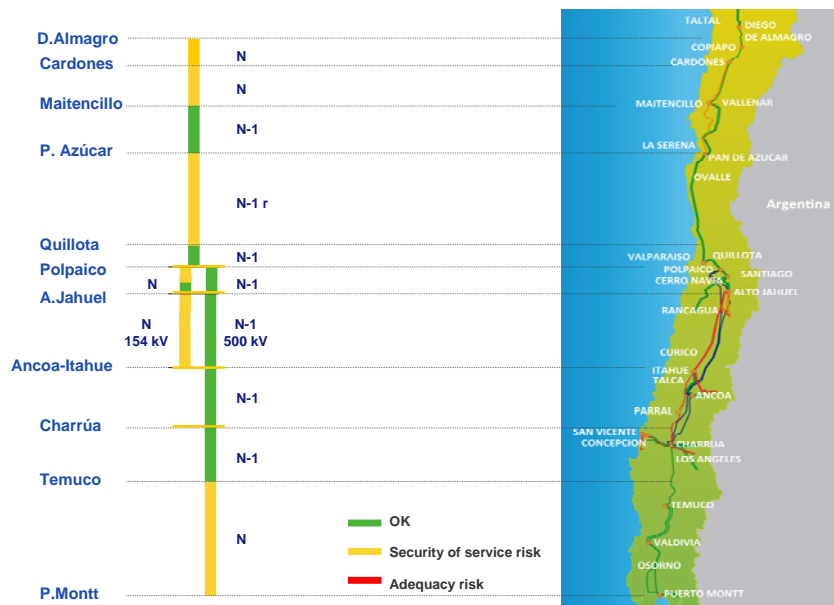 D.Almagro
Cardones
Maitencillo
P. Azúcar
Quillota
Polpaico
A.Jahuel
Ancoa-Itahue
Charrúa
Temuco
P.Montt
N
N
N-1
N-1 r
N-1
N
N-1
N
154 kV
N-1
500 kV
N-1
N-1
N
OK
Security of service risk
Adequacy risk
TALTAL
DIEGO
DE ALMAGRO
COPIAPO
CARDONES
MAITENCILLO
VALLENAR
LA SERENA
PAN DE AZUCAR
OVALLE
Argentina
VALPARAISO
QUILLOTA
POLPAICO
SANTIAGO
CERRO NAVIA
ALTO JAHUEL
RANCAGUA
CURICO
ITAHUE
TALCA
ANCOA
PARRAL
SAN VICENTE
CONCEPCION
CHARRUA
LOS ANGELES
TEMUCO
VALDIVIA
OSORNO
PUERTO MONTT